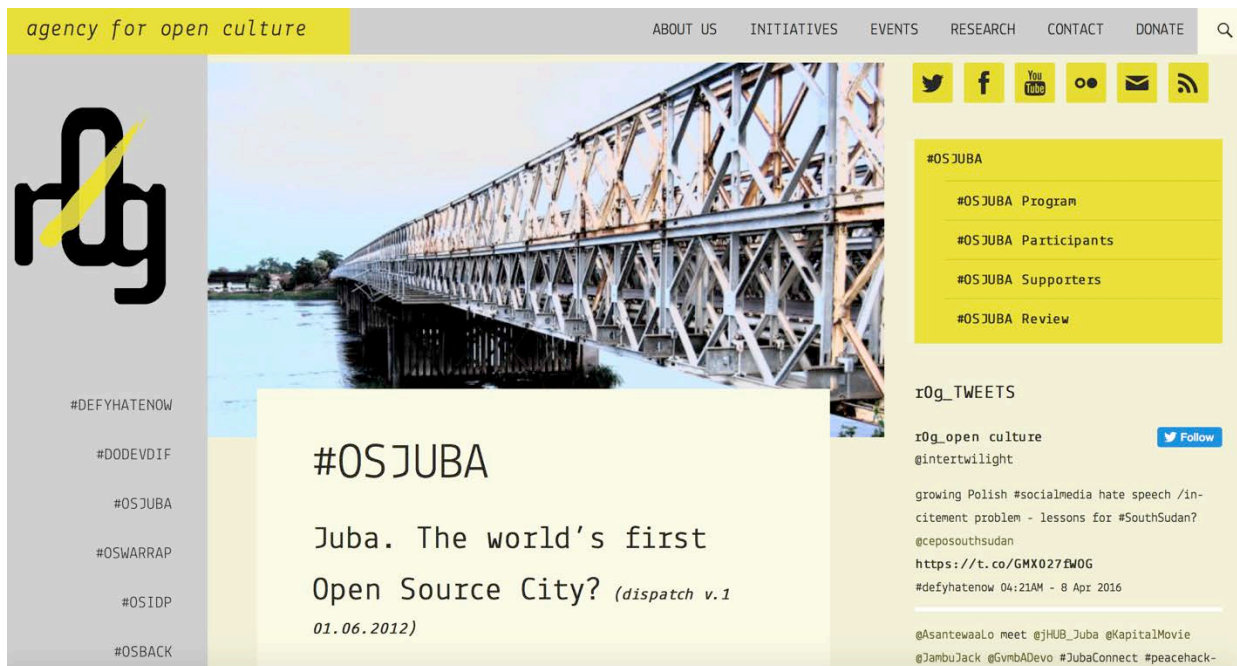 agency for open culture
ABOUT US INITIATIVES EVENTS RESEARCH CONTACT DONATE
r0g
You
Tube
#DEFYHATENOW
#DODEVDIF
#OSJUBA
#OSWARRAP
#OSIDP
#OSBACK
#OSJUBA
Juba. The world's first
Open Source City? (dispatch v.1
01.06.2012)
#OSJUBA
#OSJUBA Program
#OSJUBA Participants
#OSJUBA Supporters
#OSJUBA Review
r0g_TWEETS
r0g_open culture
Follow
@intertwilight
growing Polish #socialmedia hate speech /in-
citement problem - lessons for #SouthSudan?
@ceposouthsudan
https://t.co/GMX027fWOG
#defyhatenow 04:21AM - 8 Apr 2016
@AsantewaaLo meet @jHUB_Juba @KapitalMovie
@JambuJack @GvmbADevo #JubaConnect #peacehack-